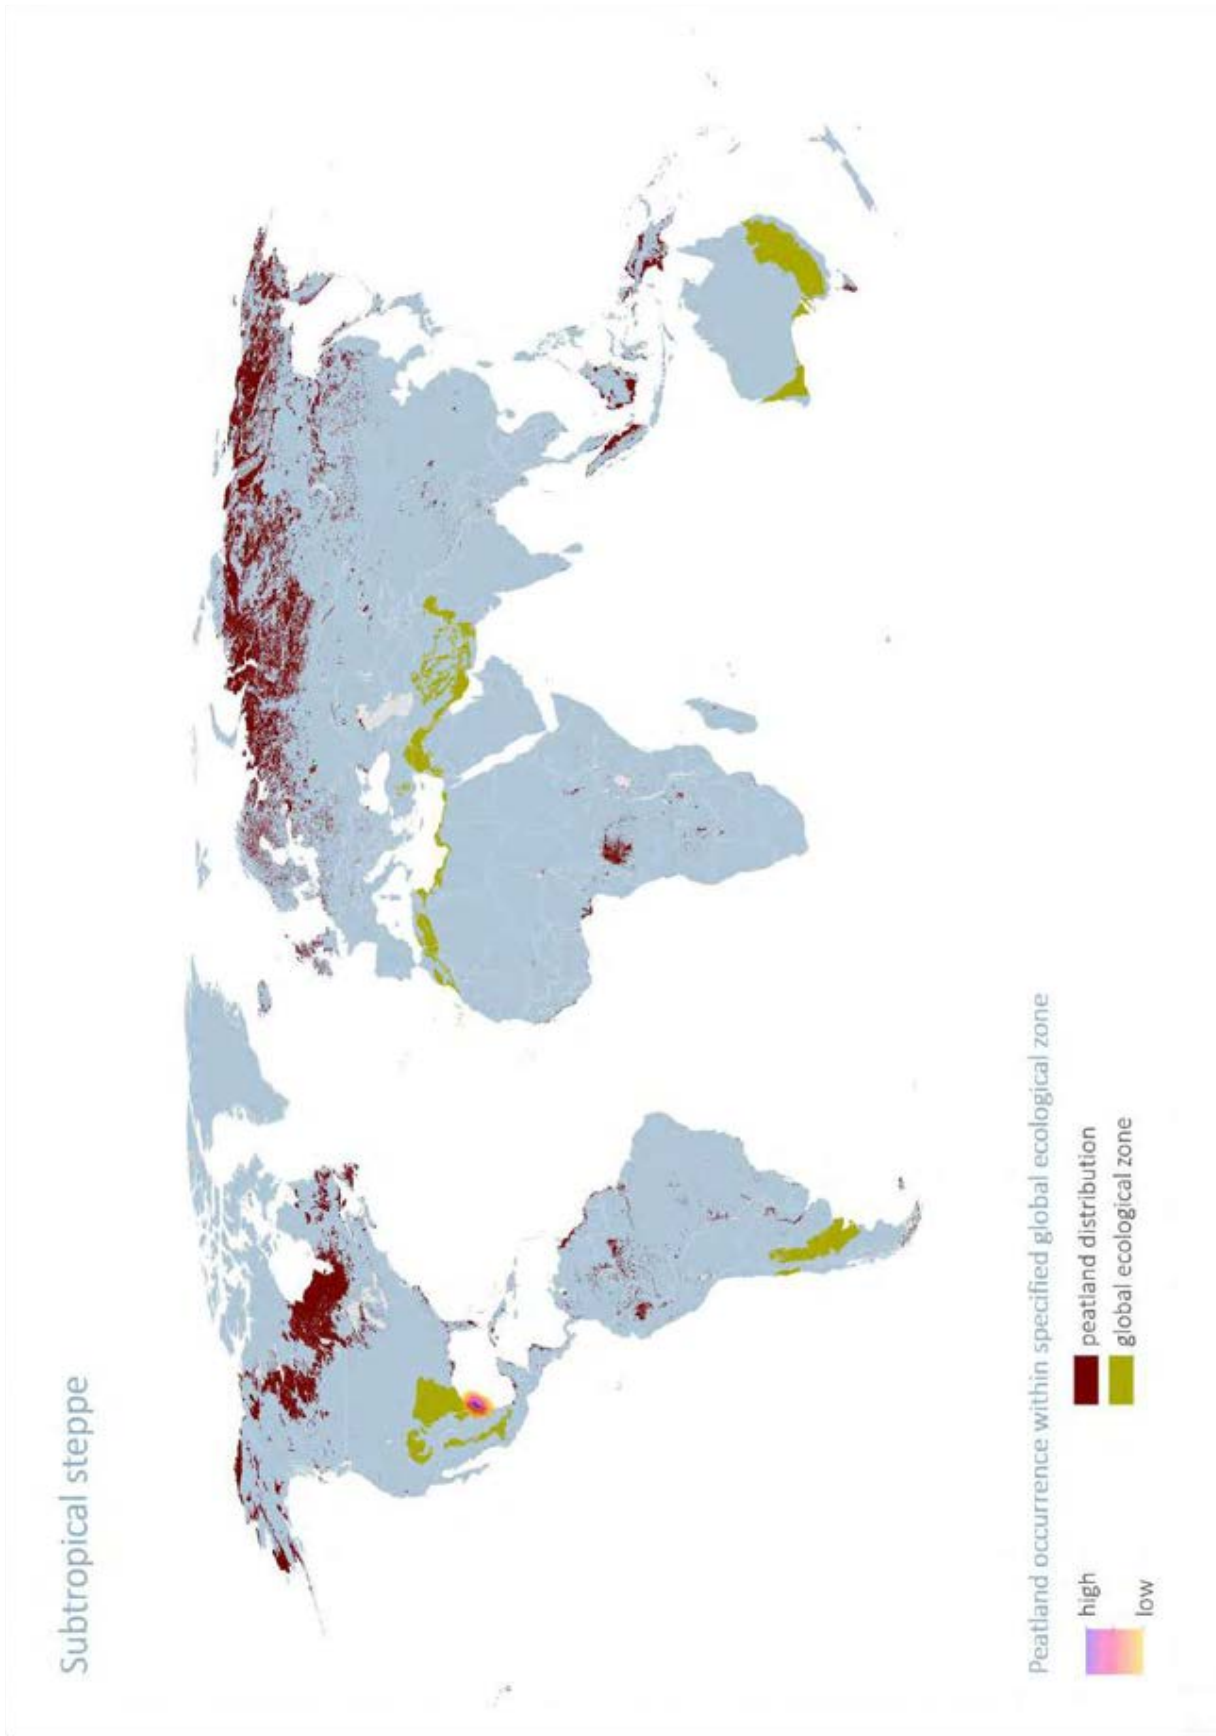 Subtropical steppe
Peatland occurrence within specified global ecological zone
high
low
peatland distribution
global ecological zone